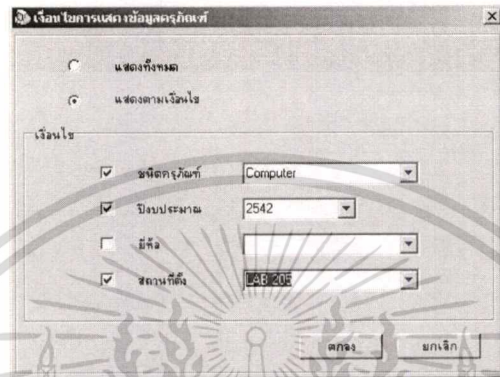 เงื่อนไขการแสดงข้อมูลครุภัณฑ์
แสดงทั้งหมด
แสดงตามเงื่อนไข
เงื่อนไข
ชนิดครุภัณฑ์ Computer
ปีงบประมาณ 2542
ยี่ห้อ
สถานที่ตั้ง LAB 205
ตกลง ยกเลิก